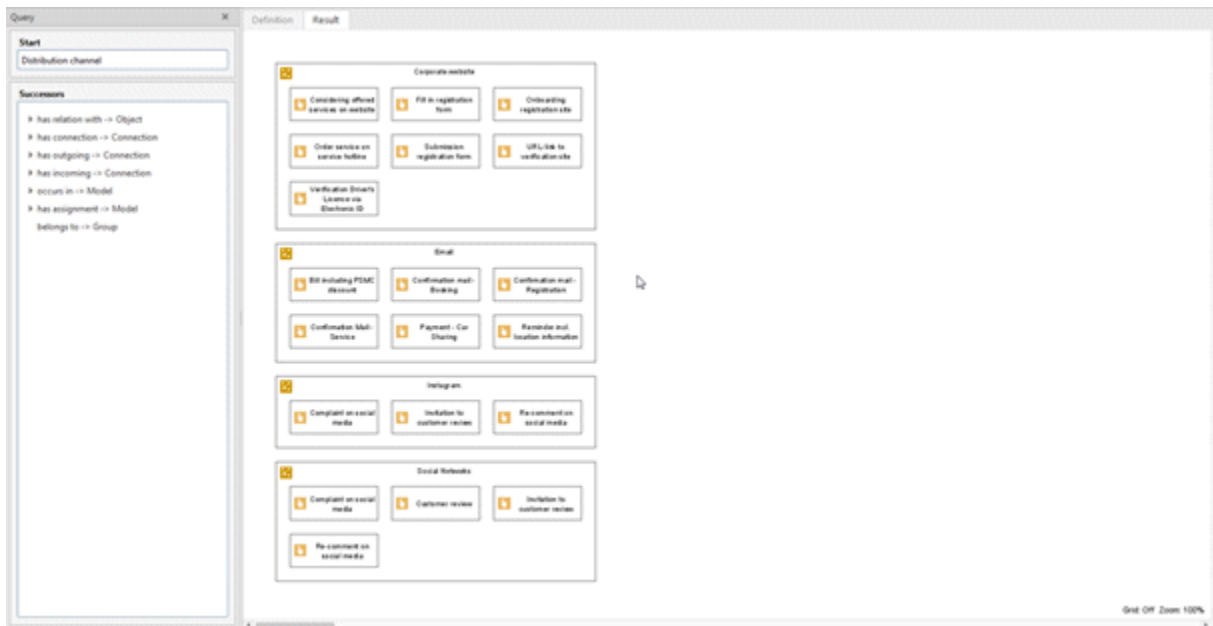 Query
Definition
Result
Start
Distribution channel
Successors
has relation with -> Object
has connection -> Connection
has outgoing -> Connection
has incoming -> Connection
occurs in -> Model
has assignment -> Model
belongs to -> Group
Corporate website
Considering offered
services on website
Fill in registration
form
Onboarding
registration site
Order service on
service hotline
Submission
registration form
URL-link to
verification site
Verification Driver's
Licence via
Electronic ID
Email
Bill including PSMC
discount
Confirmation mail-
Booking
Confirmation mail -
Registration
Confirmation Mail-
Service
Payment - Car
Sharing
Reminder incl.
location information
Instagram
Complaint on social
media
Invitation to
customer review
Re-comment on
social media
Social Networks
Complaint on social
media
Customer review
Invitation to
customer review
Re-comment on
social media
Grid: Off Zoom: 100%